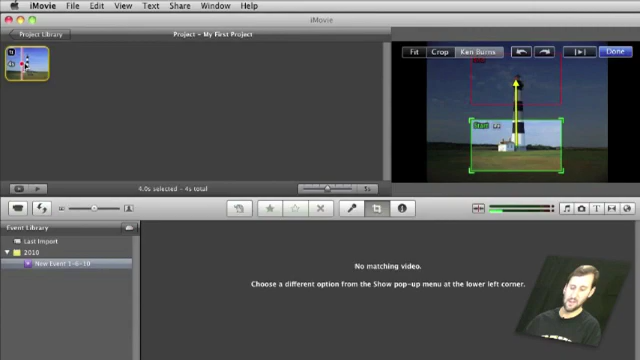 iMovie File Edit View Text Share Window Help
iMovie
Project Library
Project - My First Project
Fit Crop Ken Burns Done
Start
4.0s selected - 4s total
1s
Event Library
Last Import
2010
New Event 1-6-10
No matching video.
Choose a different option from the Show pop-up menu at the lower left corner.